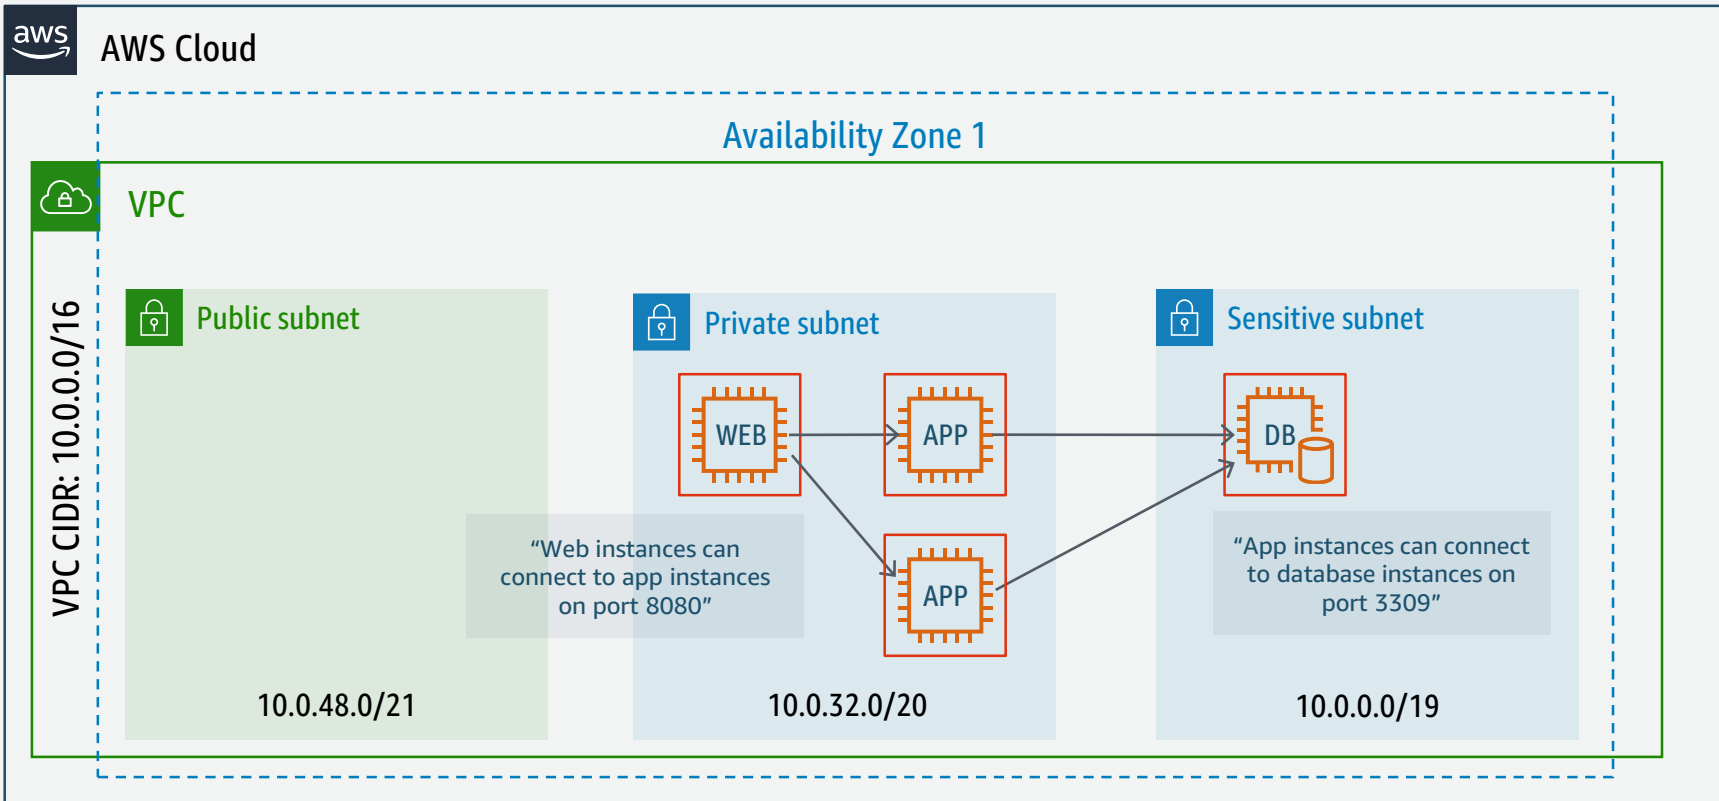 aws
AWS Cloud
Availability Zone 1
VPC
VPC CIDR: 10.0.0.0/16
Public subnet
Private subnet
Sensitive subnet
WEB
APP
DB
“Web instances can
connect to app instances
on port 8080”
APP
“App instances can connect
to database instances on
port 3309”
10.0.48.0/21
10.0.32.0/20
10.0.0.0/19